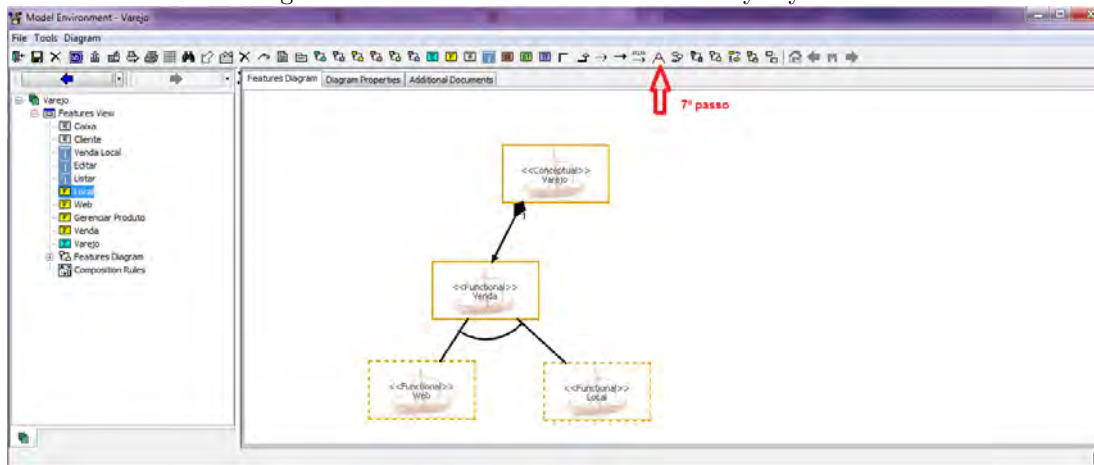 Model Environment - Varejo
File Tools Diagram
Features Diagram Diagram Properties Additional Documents
7º passo
Varejo
Features View
Caixa
Cliente
Venda Local
Editar
Listar
Local
Web
Gerenciar Produto
Venda
Varejo
Features Diagram
Composition Rules
<<Conceptual>>
Varejo
<<Functional>>
Venda
<<Functional>>
Web
<<Functional>>
Local